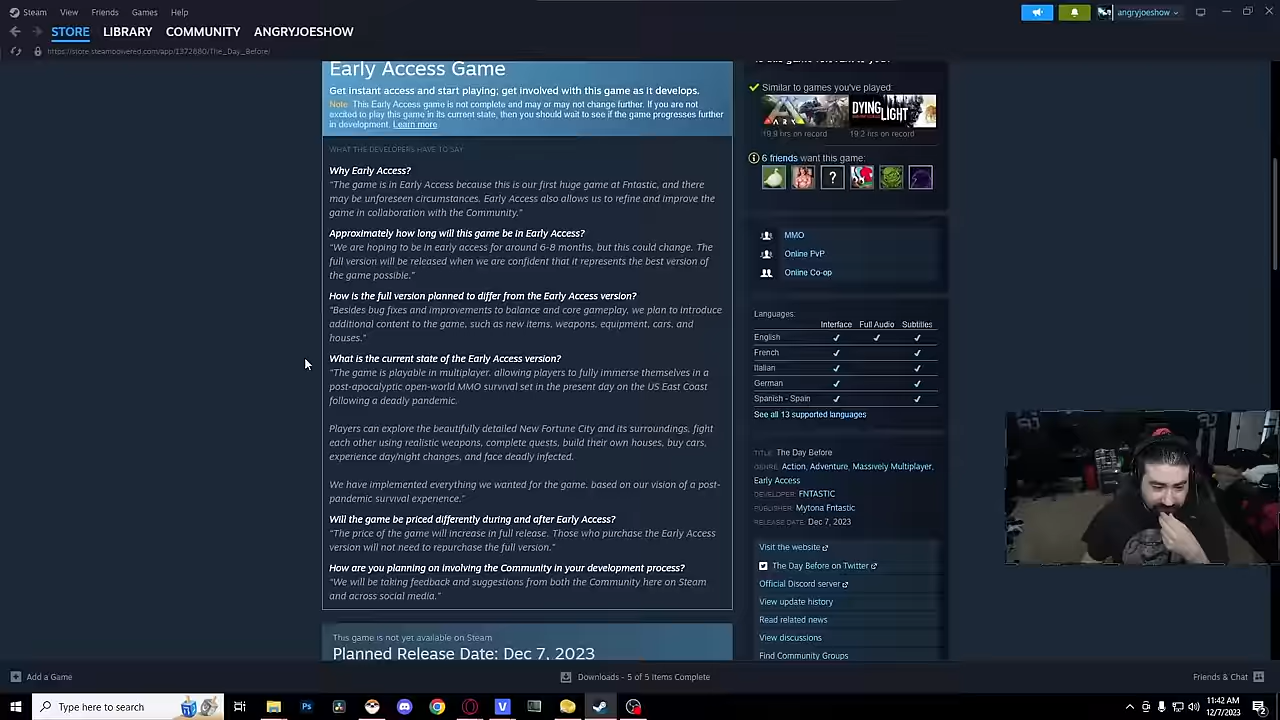 Steam View Friends Games Help
angryjoeshow
STORE LIBRARY COMMUNITY ANGRYJOESHOW
https://store.steampowered.com/app/1372880/The_Day_Before/
Early Access Game
Get instant access and start playing; get involved with this game as it develops.
Note: This Early Access game is not complete and may or may not change further. If you are not
excited to play this game in its current state, then you should wait to see if the game progresses further
in development. Learn more
WHAT THE DEVELOPERS HAVE TO SAY
Why Early Access?
“The game is in Early Access because this is our first huge game at Fntastic, and there
may be unforeseen circumstances. Early Access also allows us to refine and improve the
game in collaboration with the Community.”
Approximately how long will this game be in Early Access?
“We are hoping to be in early access for around 6-8 months, but this could change. The
full version will be released when we are confident that it represents the best version of
the game possible.”
How is the full version planned to differ from the Early Access version?
“Besides bug fixes and improvements to balance and core gameplay, we plan to introduce
additional content to the game, such as new items, weapons, equipment, cars, and
houses.”
What is the current state of the Early Access version?
“The game is playable in multiplayer, allowing players to fully immerse themselves in a
post-apocalyptic open-world MMO survival set in the present day on the US East Coast
following a deadly pandemic.
Players can explore the beautifully detailed New Fortune City and its surroundings, fight
each other using realistic weapons, complete quests, build their own houses, buy cars,
experience day/night changes, and face deadly infected.
We have implemented everything we wanted for the game, based on our vision of a post-
pandemic survival experience.”
Will the game be priced differently during and after Early Access?
“The price of the game will increase in full release. Those who purchase the Early Access
version will not need to repurchase the full version.”
How are you planning on involving the Community in your development process?
“We will be taking feedback and suggestions from both the Community here on Steam
and across social media.”
This game is not yet available on Steam
Planned Release Date: Dec 7, 2023
Is this game relevant to you?
Similar to games you've played:
ARK
DYING LIGHT
19.9 hrs on record 19.2 hrs on record
6 friends want this game:
?
MMO
Online PvP
Online Co-op
Languages:
Interface Full Audio Subtitles
English ✓ ✓ ✓
French ✓ ✓
Italian ✓ ✓
German ✓ ✓
Spanish - Spain ✓ ✓
See all 13 supported languages
TITLE: The Day Before
GENRE: Action, Adventure, Massively Multiplayer,
Early Access
DEVELOPER: FNTASTIC
PUBLISHER: Mytona Fntastic
RELEASE DATE: Dec 7, 2023
Visit the website
The Day Before on Twitter
Official Discord server
View update history
Read related news
View discussions
Find Community Groups
Add a Game
Downloads - 5 of 5 Items Complete
Friends & Chat
Type here to search
Ps
V
11:42 AM
12/7/2023